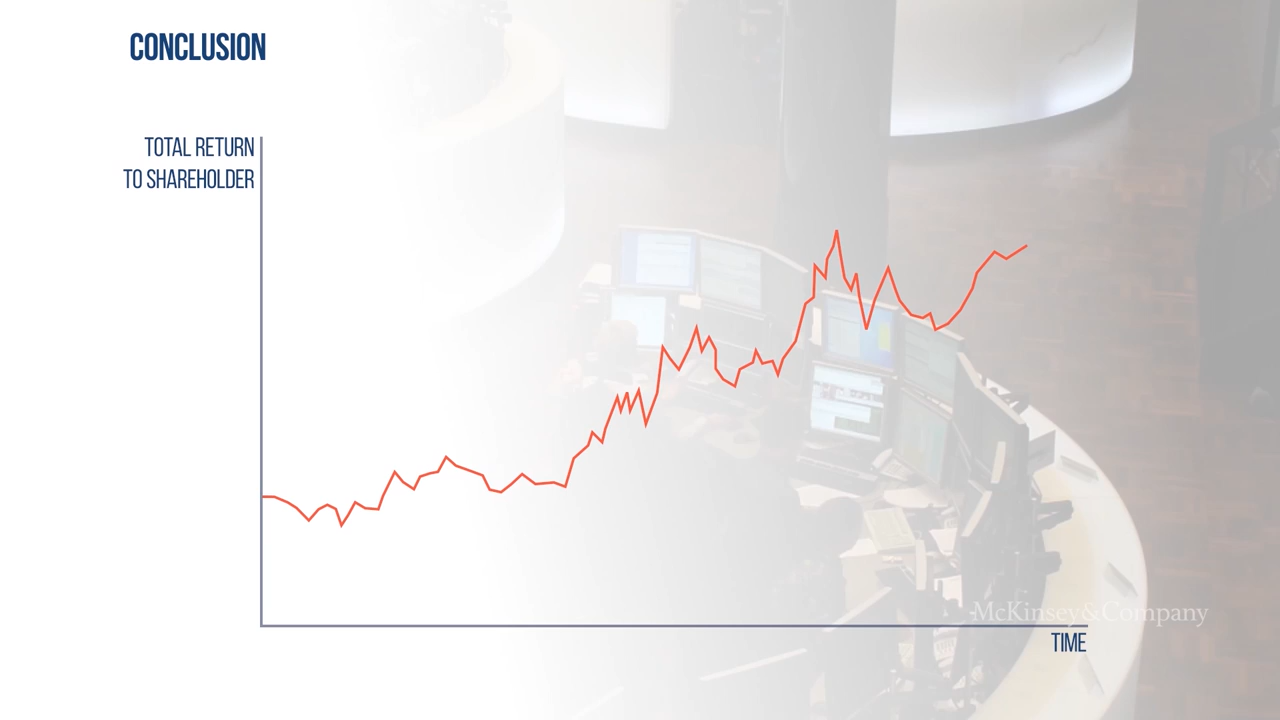 CONCLUSION
TOTAL RETURN
TO SHAREHOLDER
McKinsey&Company
TIME